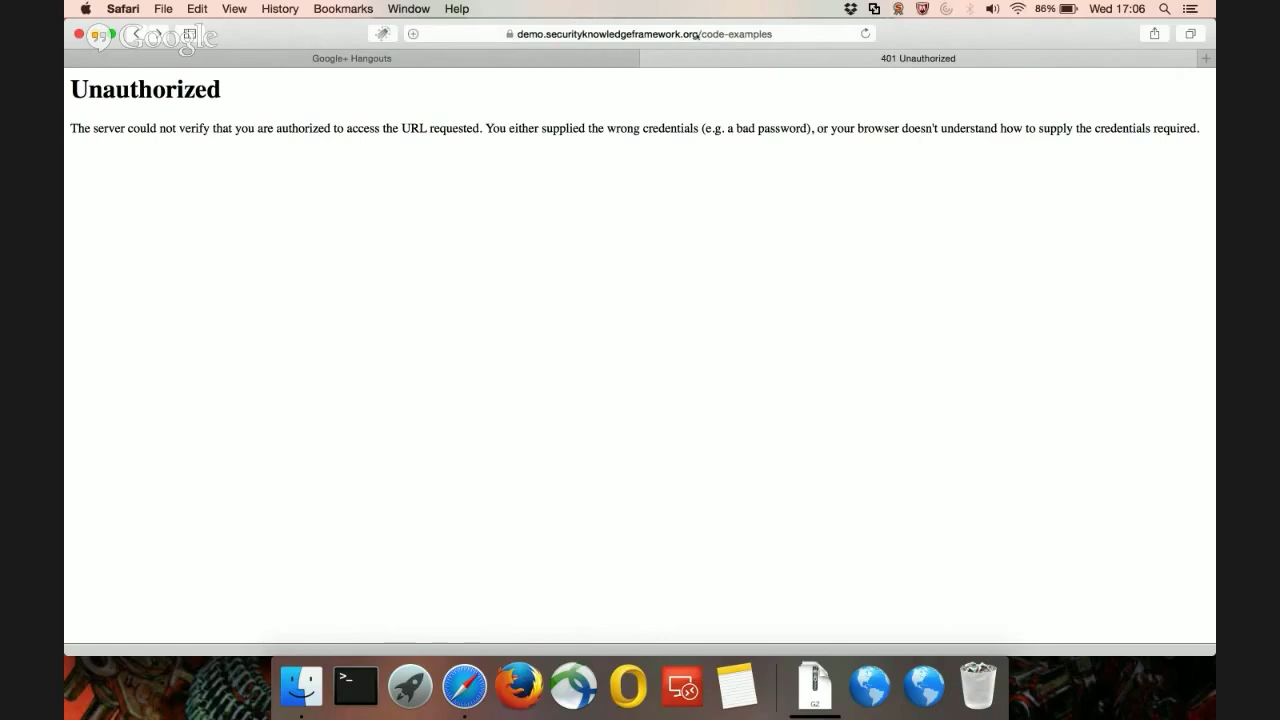 Safari File Edit View History Bookmarks Window Help 86% Wed 17:06
Google demo.securityknowledgeframework.org/code-examples
Google+ Hangouts 401 Unauthorized
Unauthorized
The server could not verify that you are authorized to access the URL requested. You either supplied the wrong credentials (e.g. a bad password), or your browser doesn't understand how to supply the credentials required.
>_
GZ